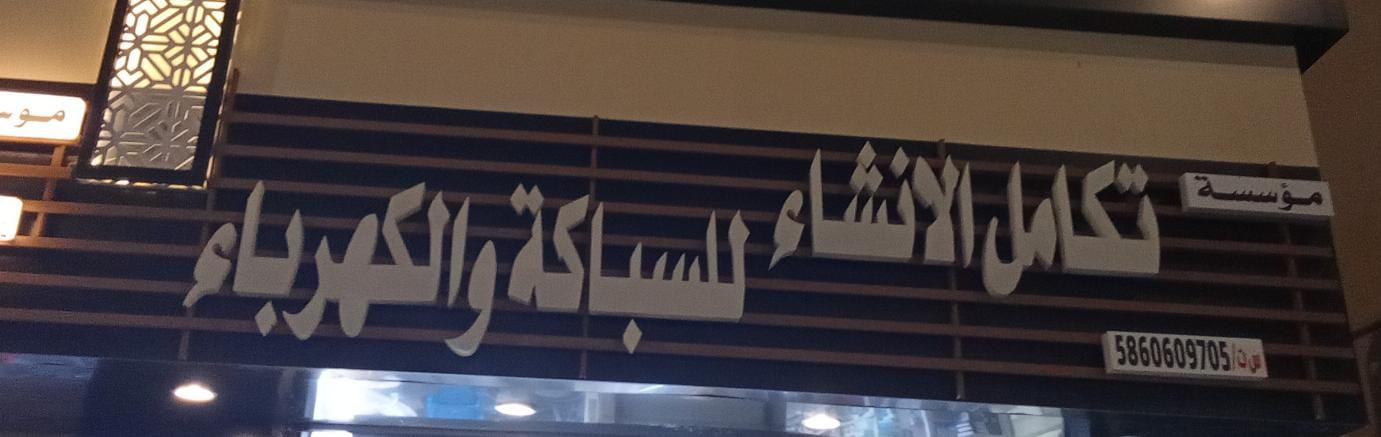 مؤسسة
تكامل الانشاء للسباكة والكهرباء
س ت/5860609705